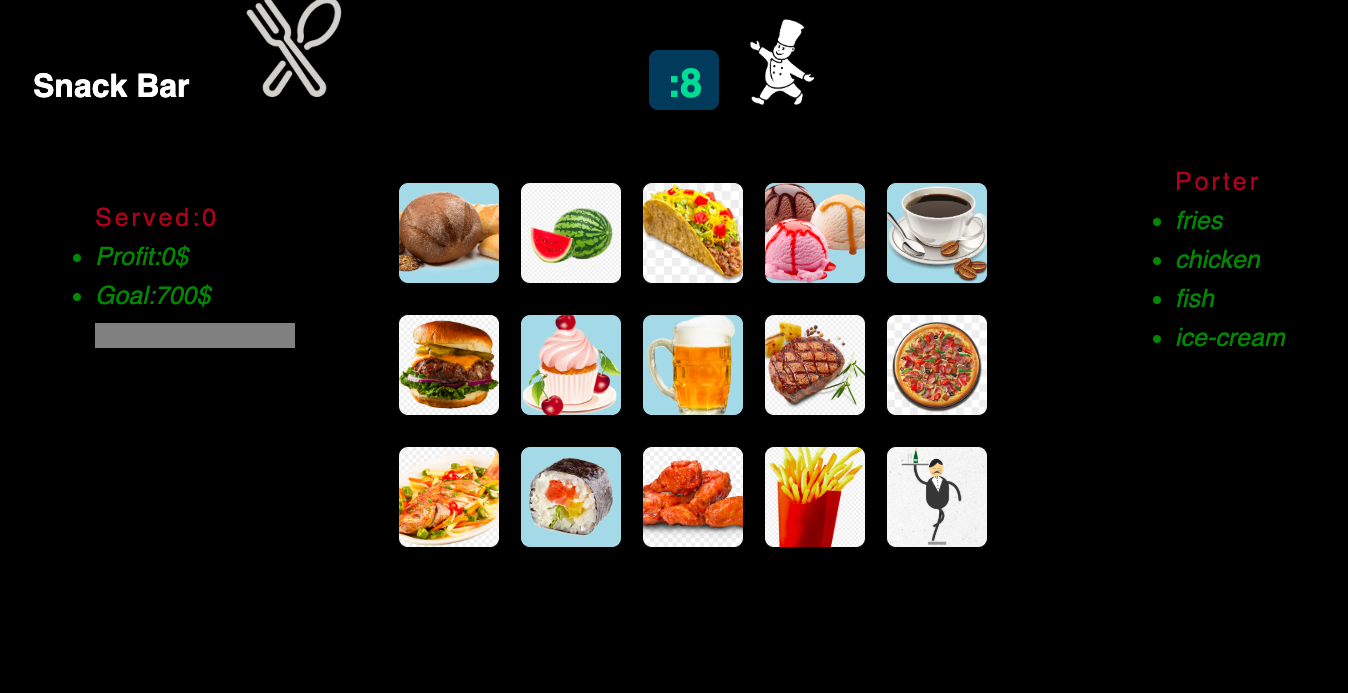 Snack Bar
:8
Served:0
Profit:0$
Goal:700$
Porter
fries
chicken
fish
ice-cream